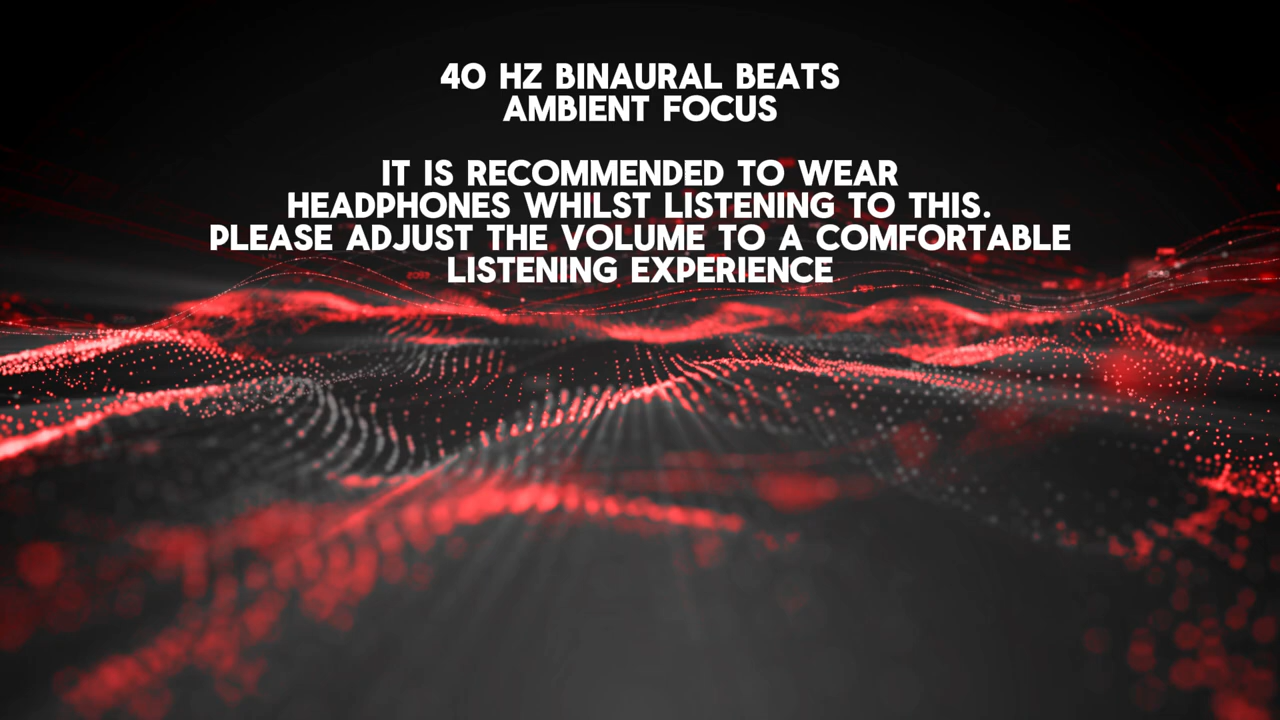 40 HZ BINAURAL BEATS
AMBIENT FOCUS
IT IS RECOMMENDED TO WEAR
HEADPHONES WHILST LISTENING TO THIS.
PLEASE ADJUST THE VOLUME TO A COMFORTABLE
LISTENING EXPERIENCE